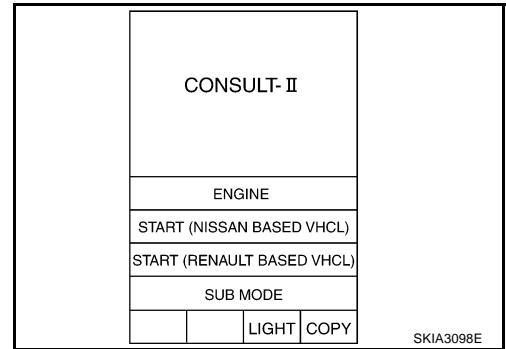 CONSULT-II
ENGINE
START (NISSAN BASED VHCL)
START (RENAULT BASED VHCL)
SUB MODE
LIGHT COPY
SKIA3098E